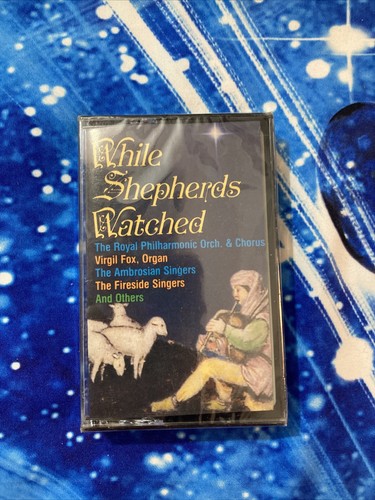 While
Shepherds
Watched
The Royal Philharmonic Orch. & Chorus
Virgil Fox, Organ
The Ambrosian Singers
The Fireside Singers
And Others